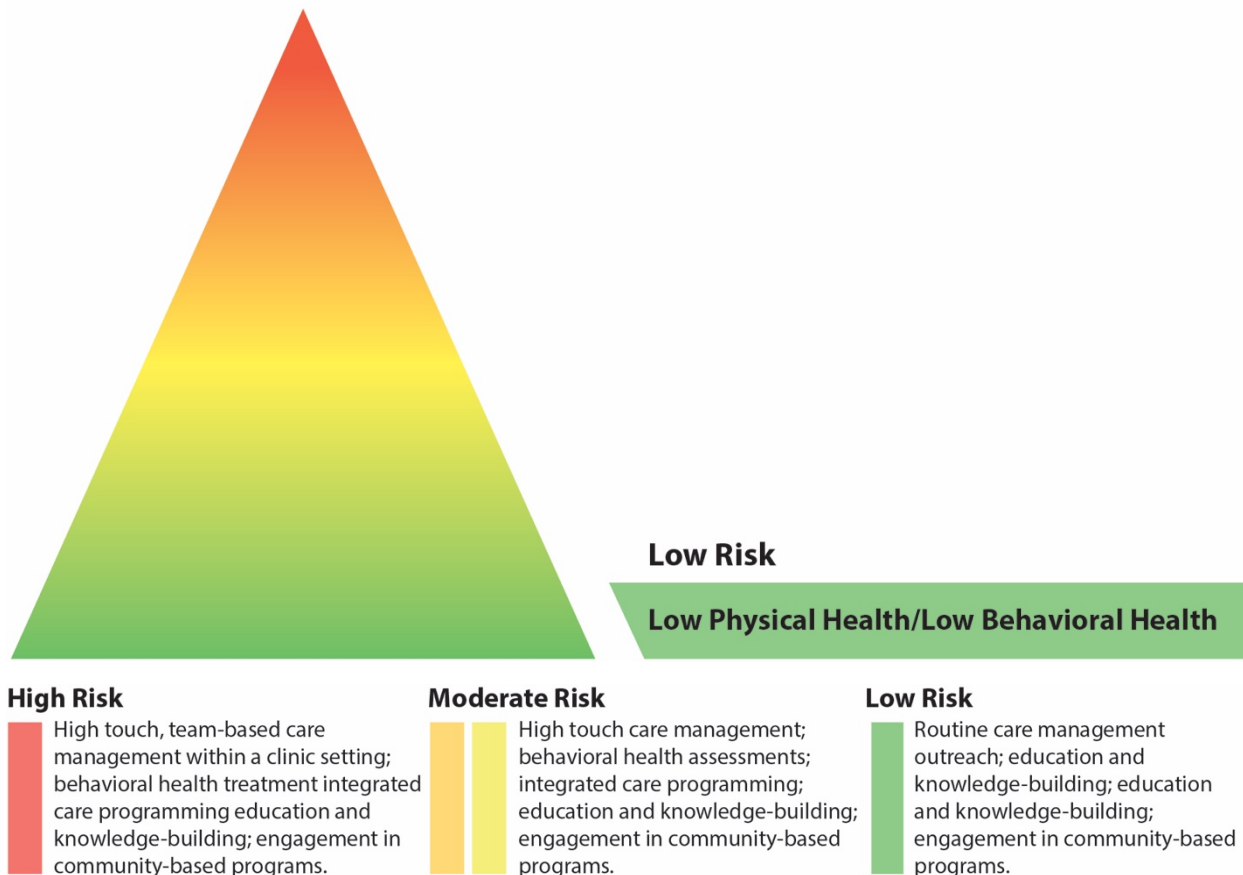 Low Risk
Low Physical Health/Low Behavioral Health
High Risk
High touch, team-based care
management within a clinic setting;
behavioral health treatment integrated
care programming education and
knowledge-building; engagement in
community-based programs.
Moderate Risk
High touch care management;
behavioral health assessments;
integrated care programming;
education and knowledge-building;
engagement in community-based
programs.
Low Risk
Routine care management
outreach; education and
knowledge-building; education
and knowledge-building;
engagement in community-based
programs.